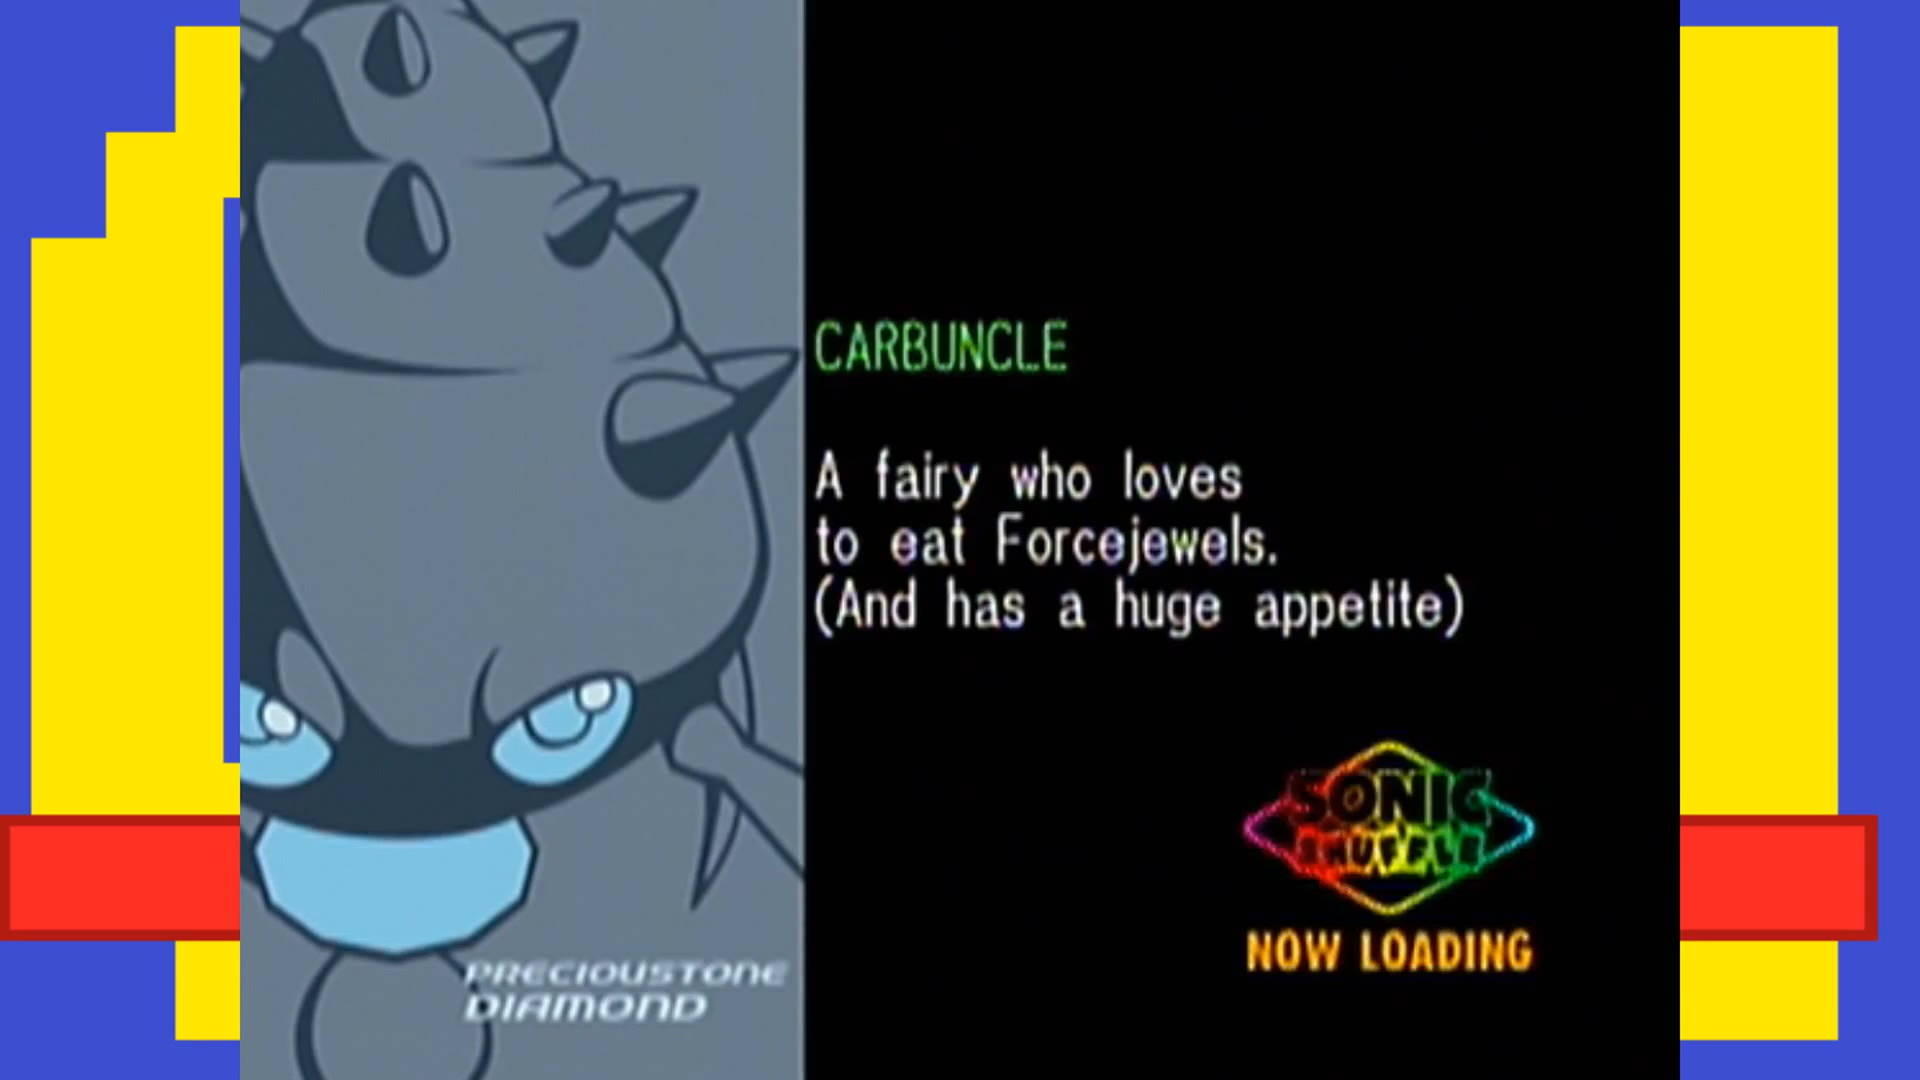 CARBUNCLE
A fairy who loves
to eat Forcejewels.
(And has a huge appetite)
SONIC
SHUFFLE
NOW LOADING
PRECIOUSTONE
DIAMOND